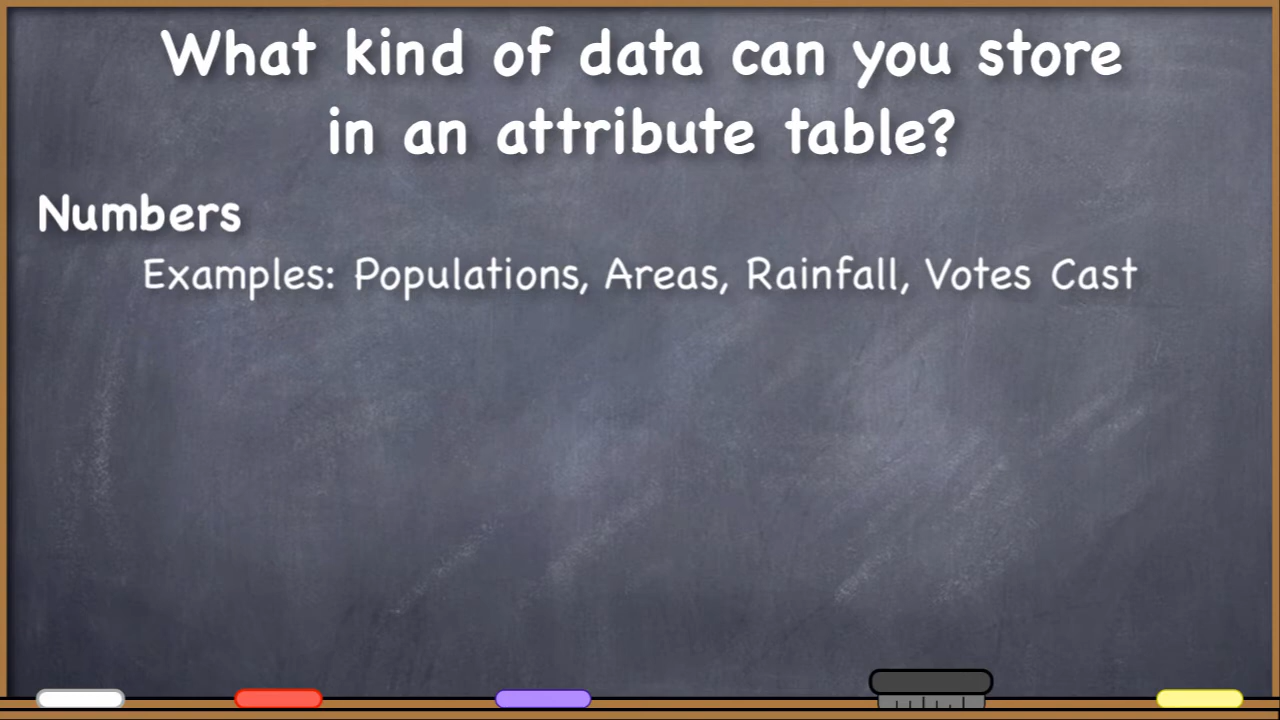 What kind of data can you store
in an attribute table?
Numbers
Examples: Populations, Areas, Rainfall, Votes Cast